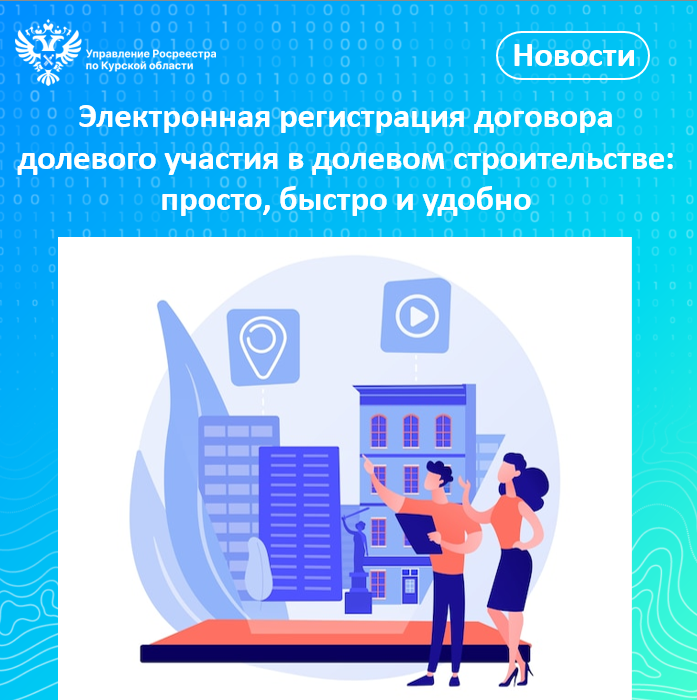 Управление Росреестра
по Курской области
Новости
Электронная регистрация договора
долевого участия в долевом строительстве:
просто, быстро и удобно